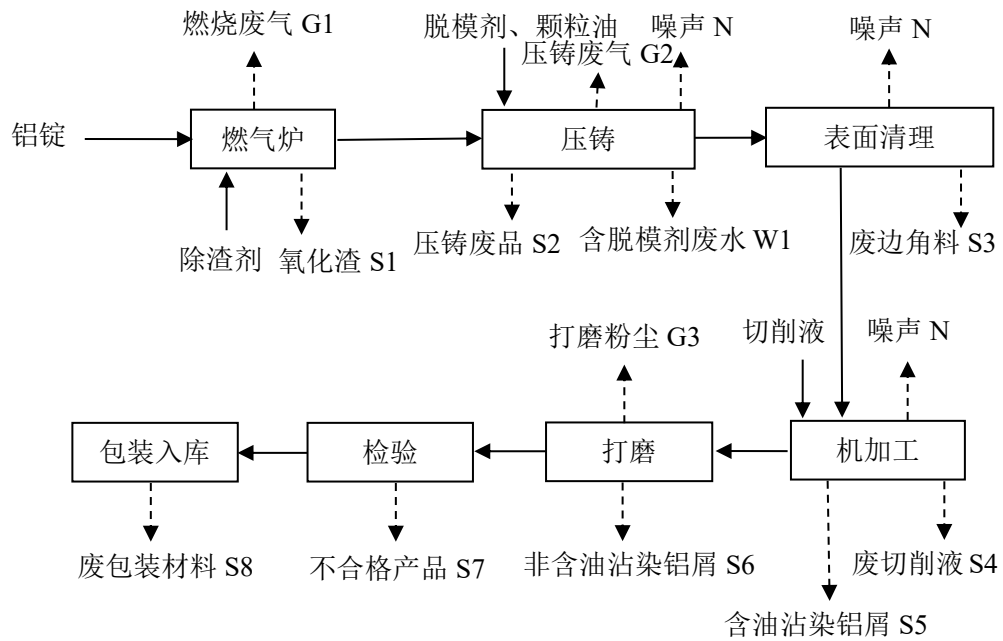 燃烧废气 G1
脱模剂、颗粒油
噪声 N
噪声 N
压铸废气 G2
铝锭
燃气炉
压铸
表面清理
除渣剂
氧化渣 S1
压铸废品 S2
含脱模剂废水 W1
废边角料 S3
打磨粉尘 G3
切削液
噪声 N
包装入库
检验
打磨
机加工
废包装材料 S8
不合格产品 S7
非含油沾染铝屑 S6
废切削液 S4
含油沾染铝屑 S5